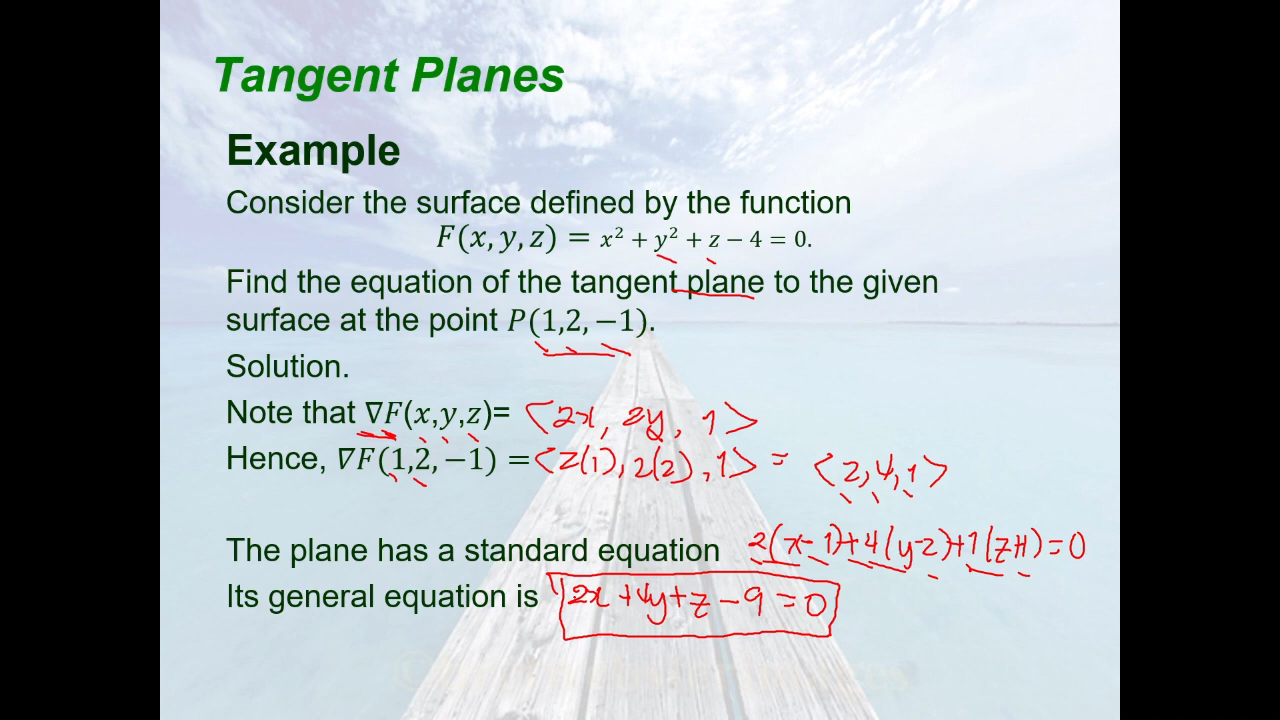 Tangent Planes
Example
Consider the surface defined by the function
F(x, y, z) = x² + y² + z − 4 = 0.
Find the equation of the tangent plane to the given
surface at the point P(1,2, −1).
Solution.
Note that ∇F(x,y,z)= ⟨2x, 2y, 1⟩
Hence, ∇F(1,2, −1) = ⟨2(1), 2(2), 1⟩ = ⟨2, 4, 1⟩
The plane has a standard equation 2(x-1)+4(y-2)+1(z+1)=0
Its general equation is 2x+4y+z-9=0